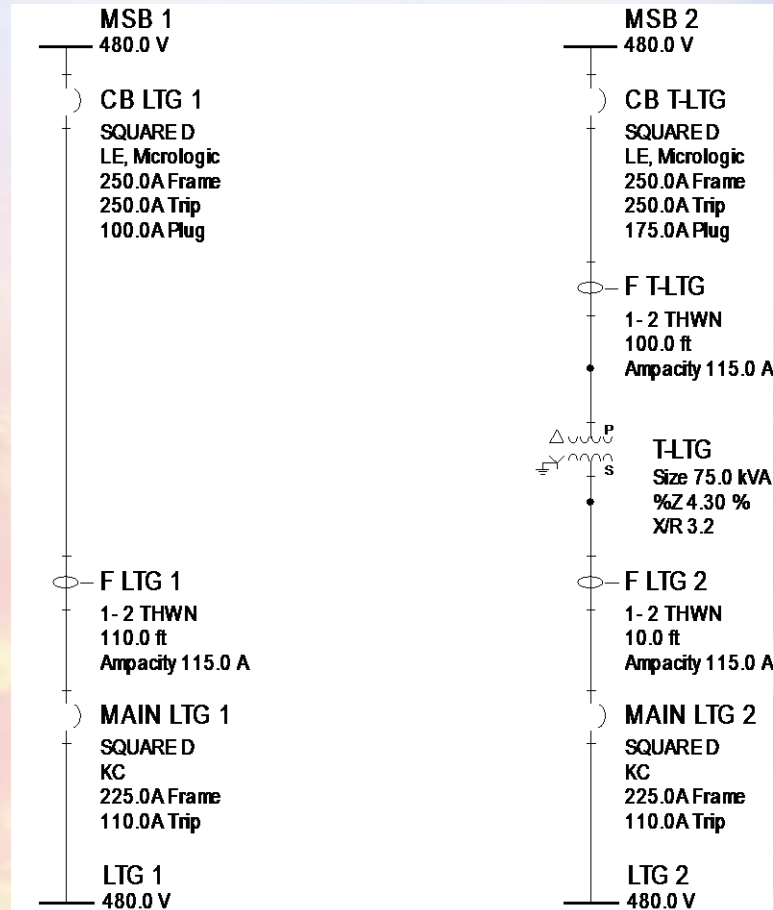 MSB 1
480.0 V
CB LTG 1
SQUARE D
LE, Micrologic
250.0A Frame
250.0A Trip
100.0A Plug
F LTG 1
1- 2 THWN
110.0 ft
Ampacity 115.0 A
MAIN LTG 1
SQUARE D
KC
225.0A Frame
110.0A Trip
LTG 1
480.0 V
MSB 2
480.0 V
CB T-LTG
SQUARE D
LE, Micrologic
250.0A Frame
250.0A Trip
175.0A Plug
F T-LTG
1- 2 THWN
100.0 ft
Ampacity 115.0 A
P
S
T-LTG
Size 75.0 kVA
%Z 4.30 %
X/R 3.2
F LTG 2
1- 2 THWN
10.0 ft
Ampacity 115.0 A
MAIN LTG 2
SQUARE D
KC
225.0A Frame
110.0A Trip
LTG 2
480.0 V